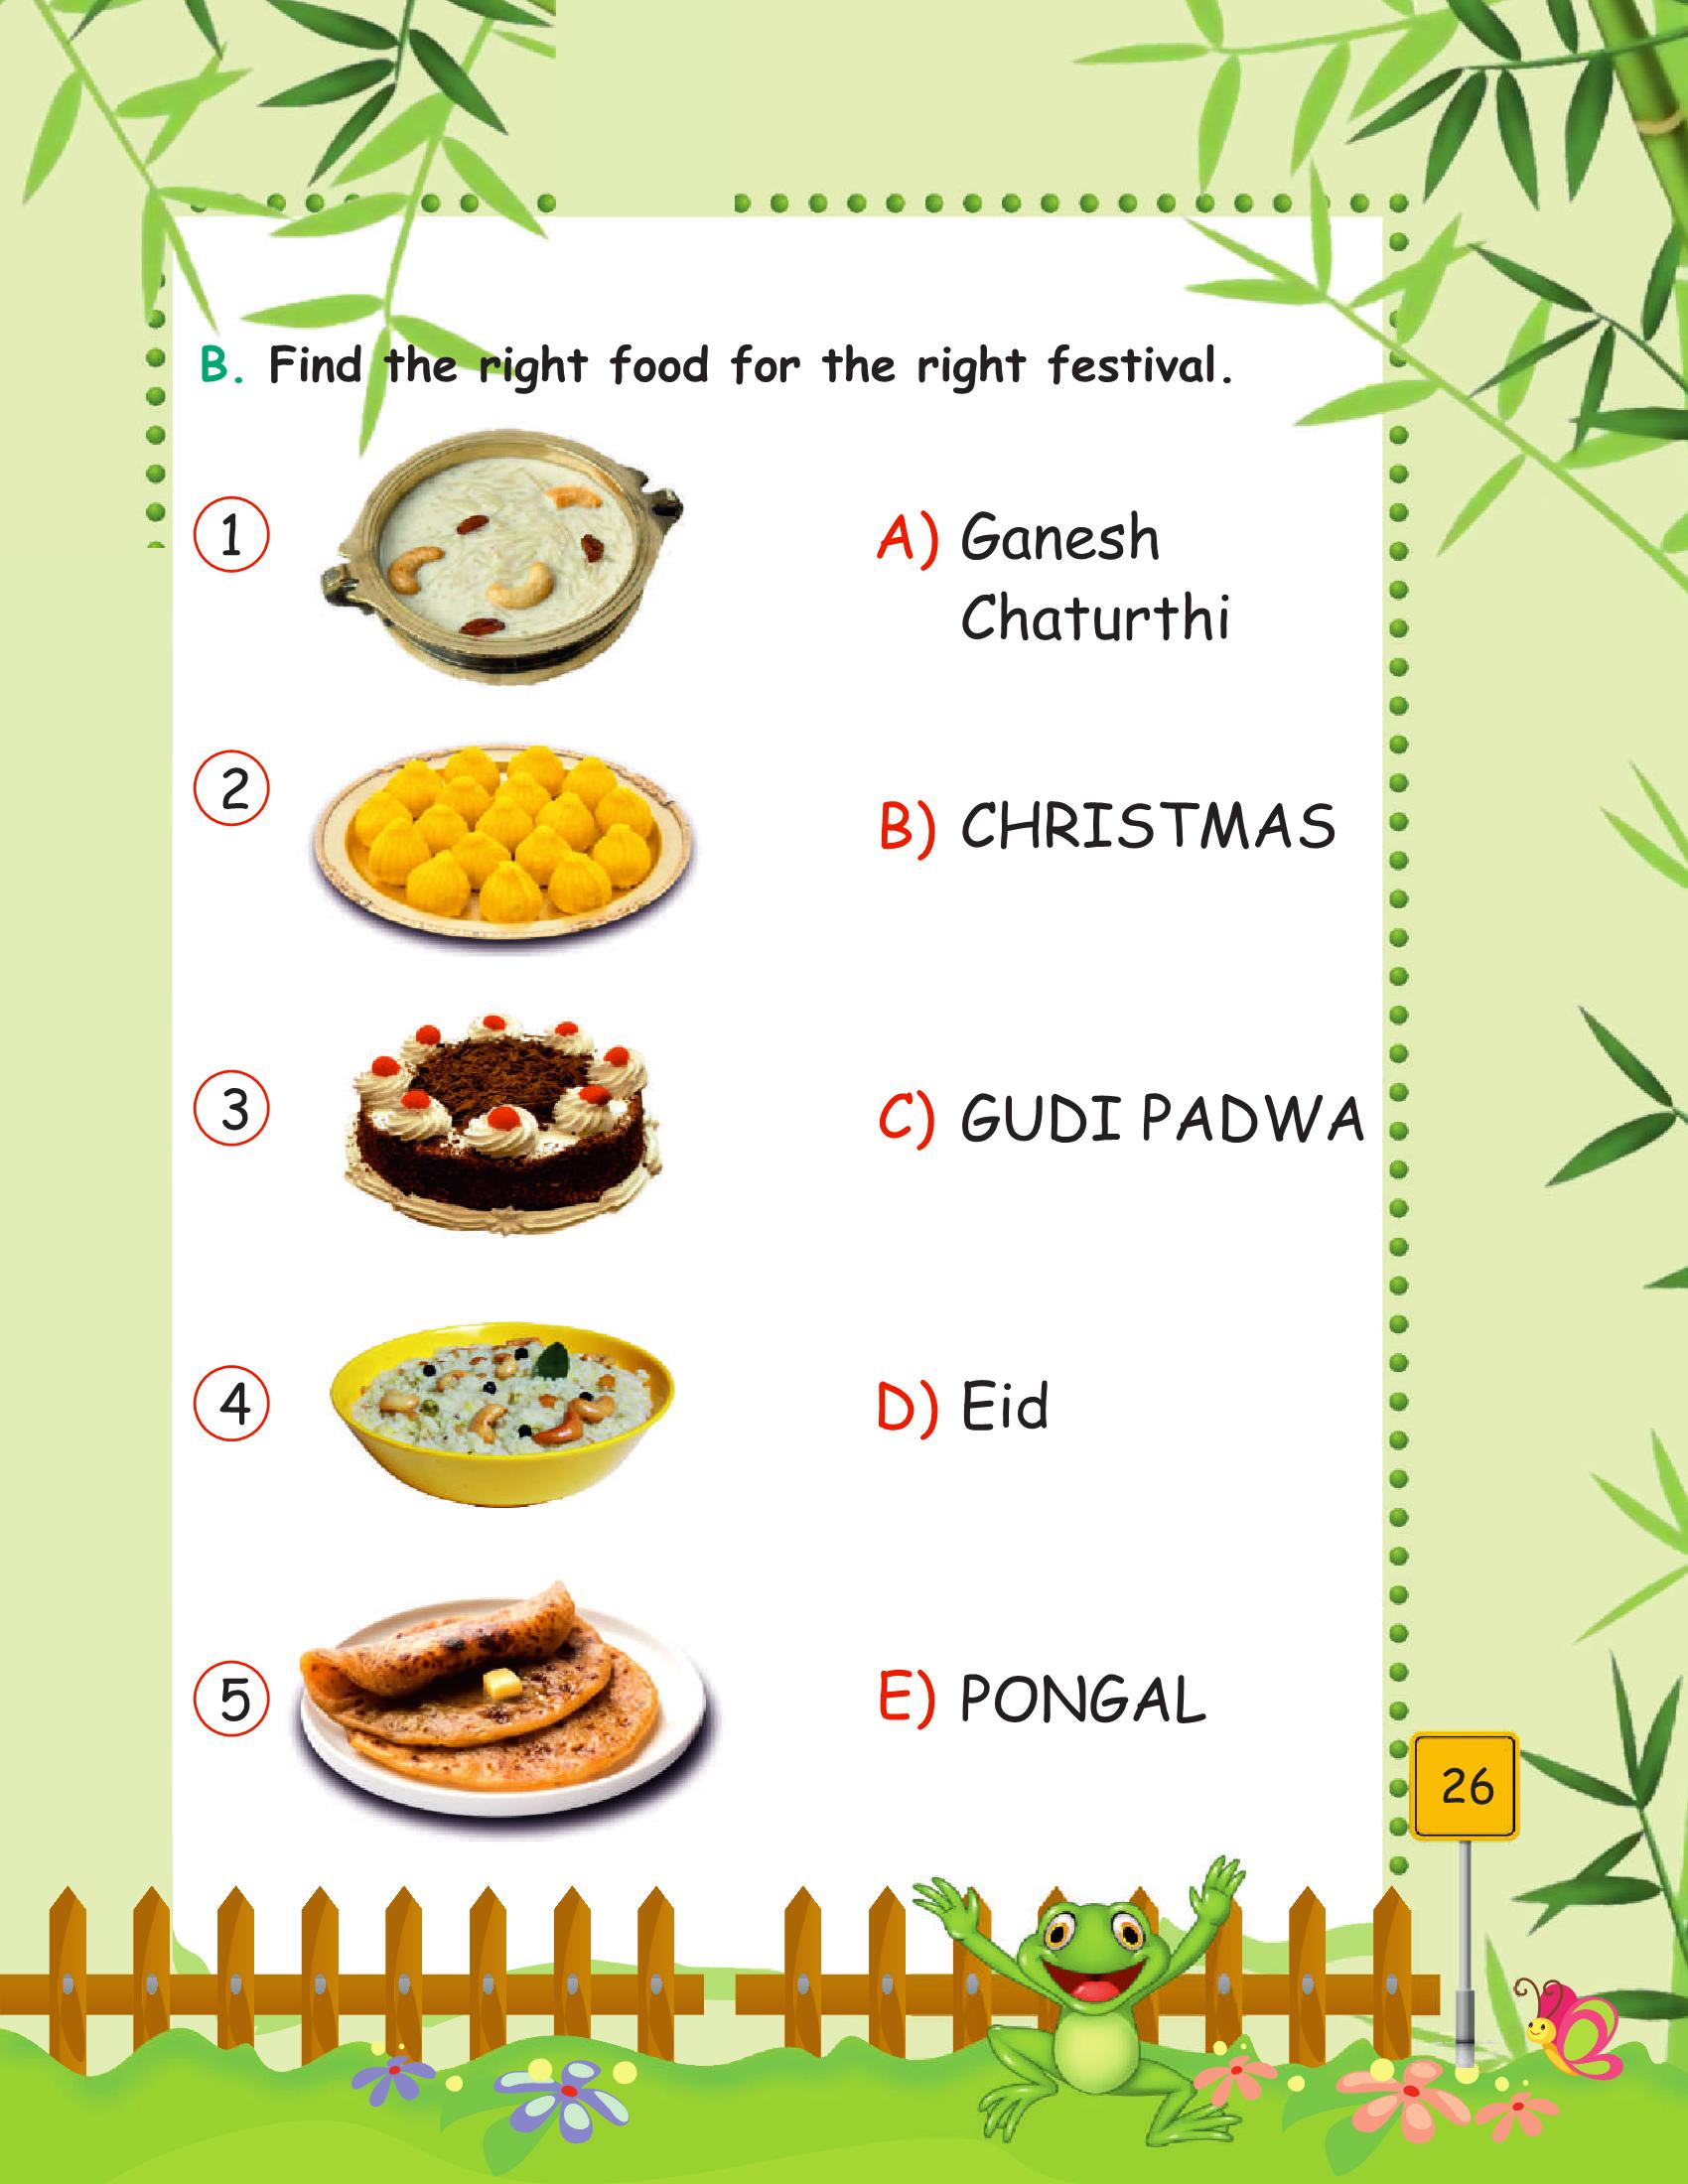 B. Find the right food for the right festival.
1
A) Ganesh
Chaturthi
2
B) CHRISTMAS
3
C) GUDI PADWA
4
D) Eid
5
E) PONGAL
26